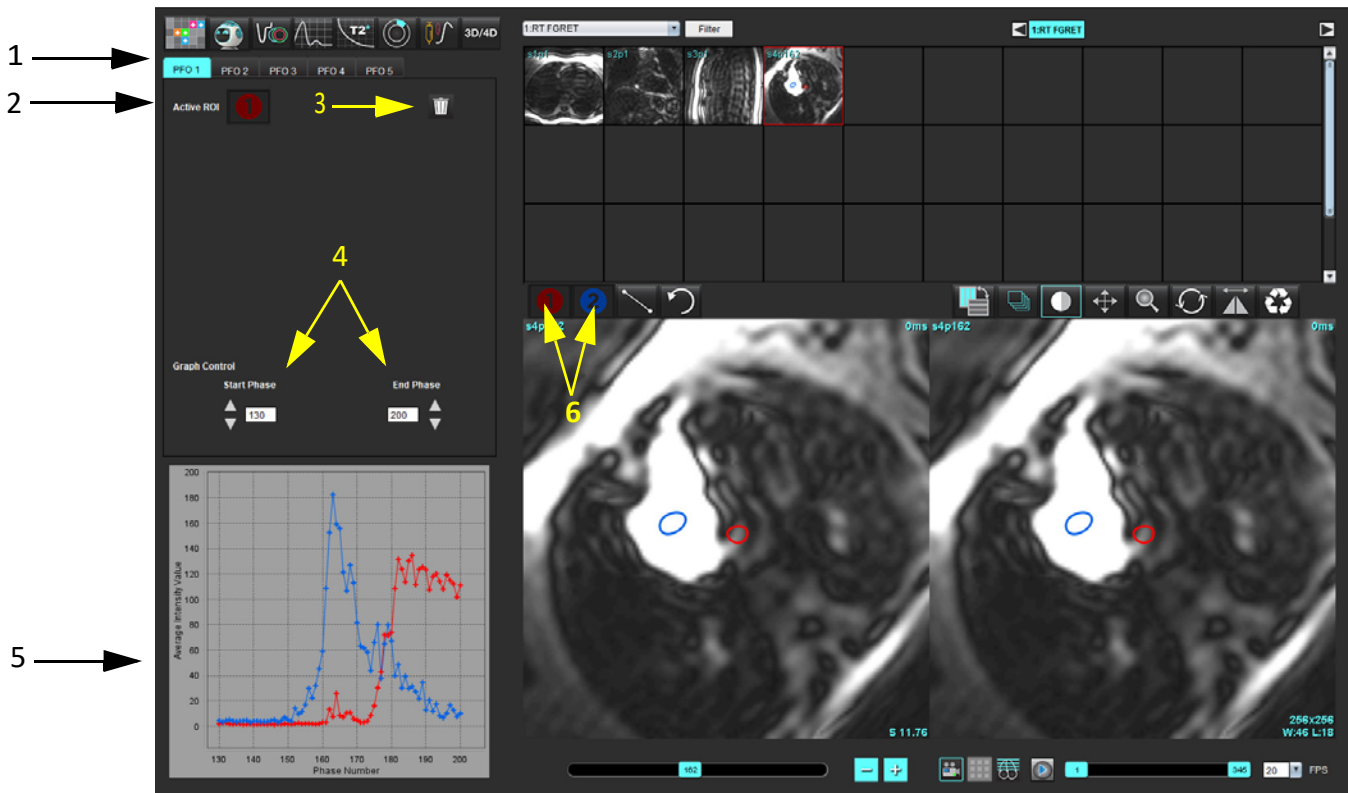 T2*
3D/4D
1:RT FGRET
Filter
1:RT FGRET
1
PFO 1
PFO 2
PFO 3
PFO 4
PFO 5
s1p1
s2p1
s3p1
s4p162
2
Active ROI
1
3
4
1
2
s4p162
0ms
s4p162
0ms
Graph Control
Start Phase
End Phase
130
200
6
200
180
160
140
120
100
80
60
40
20
0
Average Intensity Value
5
130
140
150
160
170
180
190
200
Phase Number
S 11.76
256x256
W:46 L:18
162
1
345
20
FPS